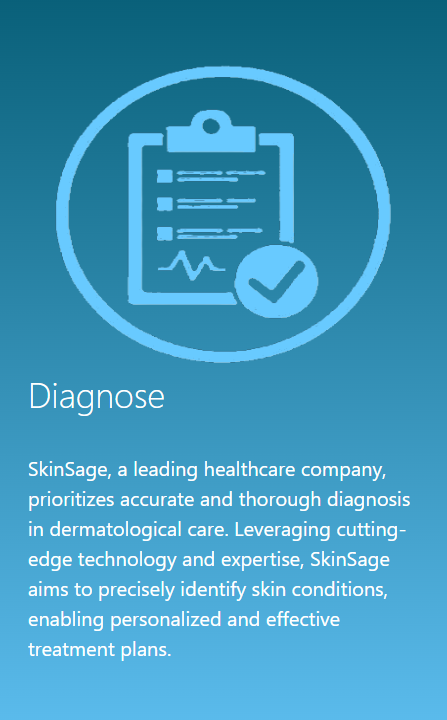 Diagnose
SkinSage, a leading healthcare company,
prioritizes accurate and thorough diagnosis
in dermatological care. Leveraging cutting-
edge technology and expertise, SkinSage
aims to precisely identify skin conditions,
enabling personalized and effective
treatment plans.